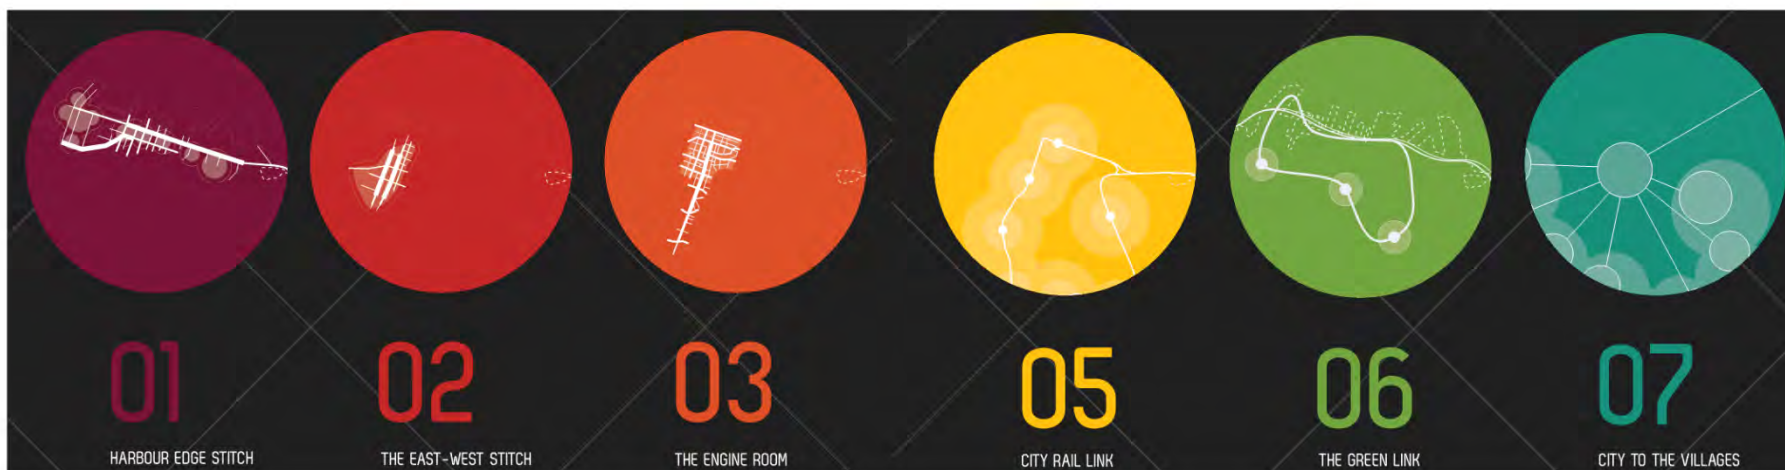 01
HARBOUR EDGE STITCH
02
THE EAST-WEST STITCH
03
THE ENGINE ROOM
05
CITY RAIL LINK
06
THE GREEN LINK
07
CITY TO THE VILLAGES